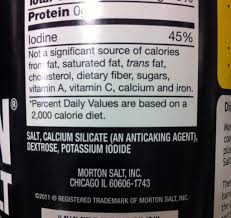 Protein 0g
Iodine 45%
Not a significant source of calories
from fat, saturated fat, trans fat,
cholesterol, dietary fiber, sugars,
vitamin A, vitamin C, calcium and iron.
*Percent Daily Values are based on a
2,000 calorie diet.
SALT, CALCIUM SILICATE (AN ANTICAKING AGENT),
DEXTROSE, POTASSIUM IODIDE
MORTON SALT, INC.
CHICAGO IL 60606-1743
©2011 ® REGISTERED TRADEMARK OF MORTON SALT, INC.